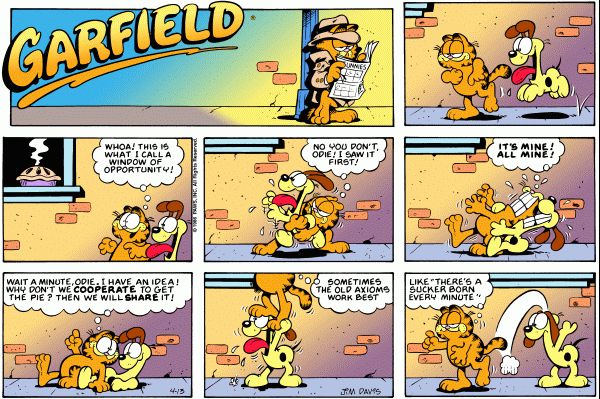 GARFIELD
FUNNIES
WHOA! THIS IS
WHAT I CALL A
WINDOW OF
OPPORTUNITY!
NO YOU DON'T,
ODIE! I SAW IT
FIRST!
IT'S MINE!
ALL MINE!
WAIT A MINUTE, ODIE. I HAVE AN IDEA!
WHY DON'T WE COOPERATE TO GET
THE PIE? THEN WE WILL SHARE IT!
4-13
SOMETIMES
THE OLD AXIOMS
WORK BEST
JIM DAVIS
LIKE "THERE'S A
SUCKER BORN
EVERY MINUTE"